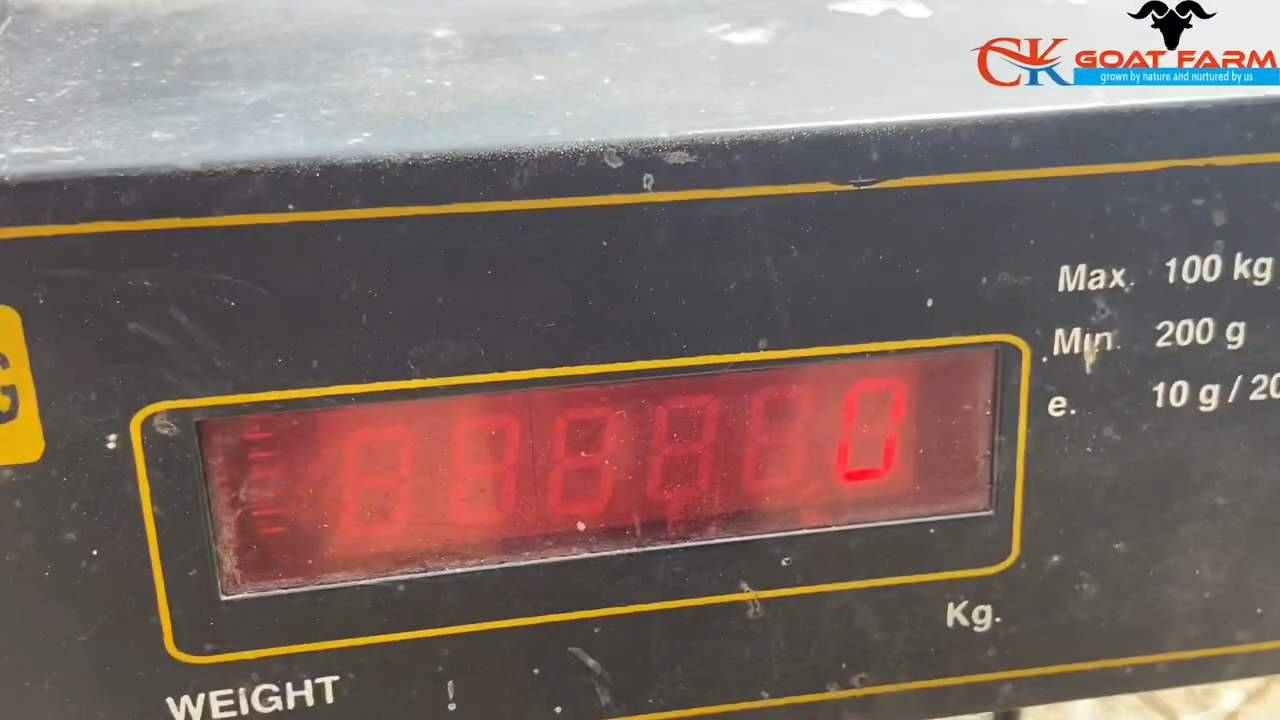 CK GOAT FARM
grown by nature and nurtured by us
Max. 100 kg
Min. 200 g
e. 10 g / 20
G
0
Kg.
WEIGHT